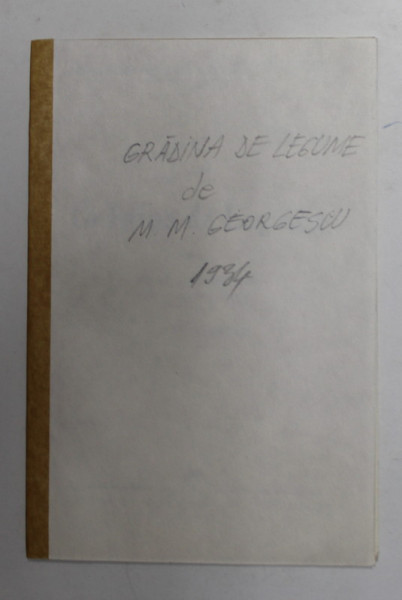 GRĂDINA DE LEGUME
de
M. M. GEORGESCU
1934